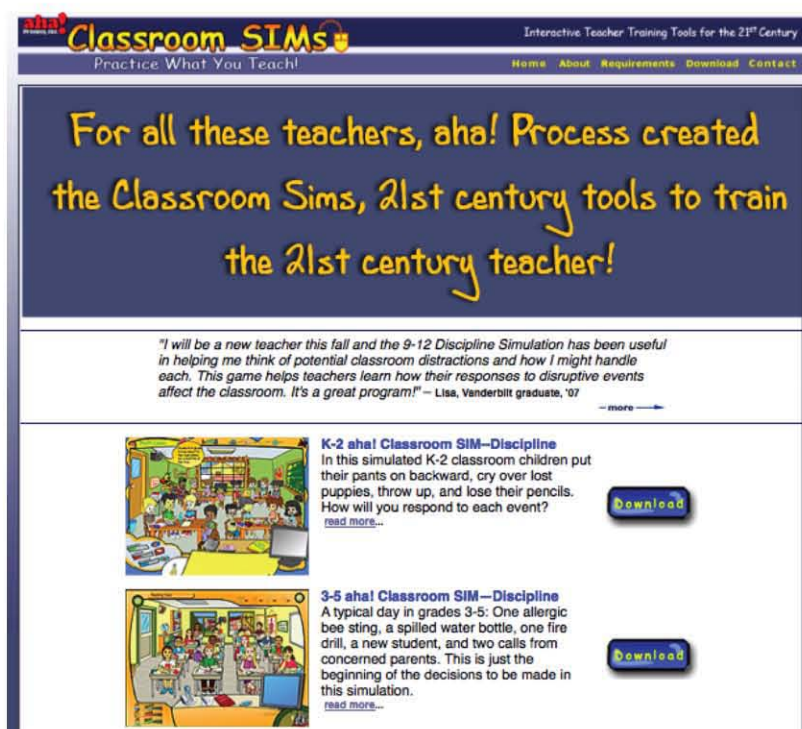 aha!
Classroom SIMs
Interactive Teacher Training Tools for the 21st Century
Practice What You Teach!
Home About Requirements Download Contact
For all these teachers, aha! Process created
the Classroom Sims, 21st century tools to train
the 21st century teacher!
"I will be a new teacher this fall and the 9-12 Discipline Simulation has been useful
in helping me think of potential classroom distractions and how I might handle
each. This game helps teachers learn how their responses to disruptive events
affect the classroom. It's a great program!" – Lisa, Vanderbilt graduate, '07
more
K-2 aha! Classroom SIM–Discipline
In this simulated K-2 classroom children put
their pants on backward, cry over lost
puppies, throw up, and lose their pencils.
How will you respond to each event?
read more...
Download
3-5 aha! Classroom SIM—Discipline
A typical day in grades 3-5: One allergic
bee sting, a spilled water bottle, one fire
drill, a new student, and two calls from
concerned parents. This is just the
beginning of the decisions to be made in
this simulation.
read more...
Download